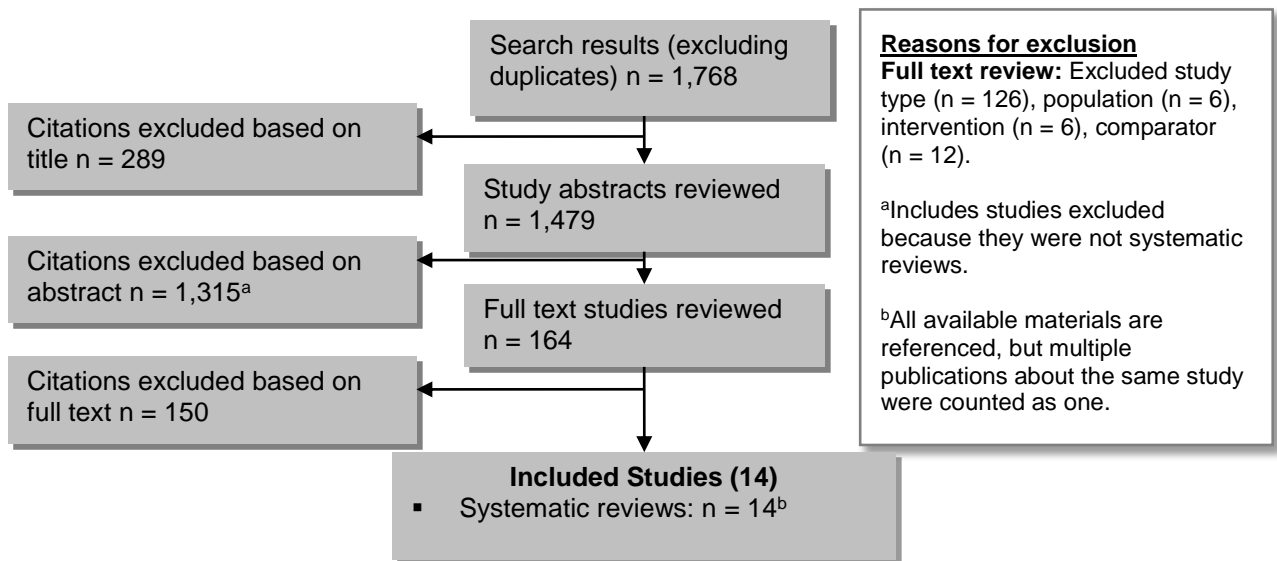 Search results (excluding
duplicates) n = 1,768
Citations excluded based on
title n = 289
Study abstracts reviewed
n = 1,479
Citations excluded based on
abstract n = 1,315ᵃ
Full text studies reviewed
n = 164
Citations excluded based on
full text n = 150
Included Studies (14)
▪ Systematic reviews: n = 14ᵇ
Reasons for exclusion
Full text review: Excluded study
type (n = 126), population (n = 6),
intervention (n = 6), comparator
(n = 12).
ᵃIncludes studies excluded
because they were not systematic
reviews.
ᵇAll available materials are
referenced, but multiple
publications about the same study
were counted as one.